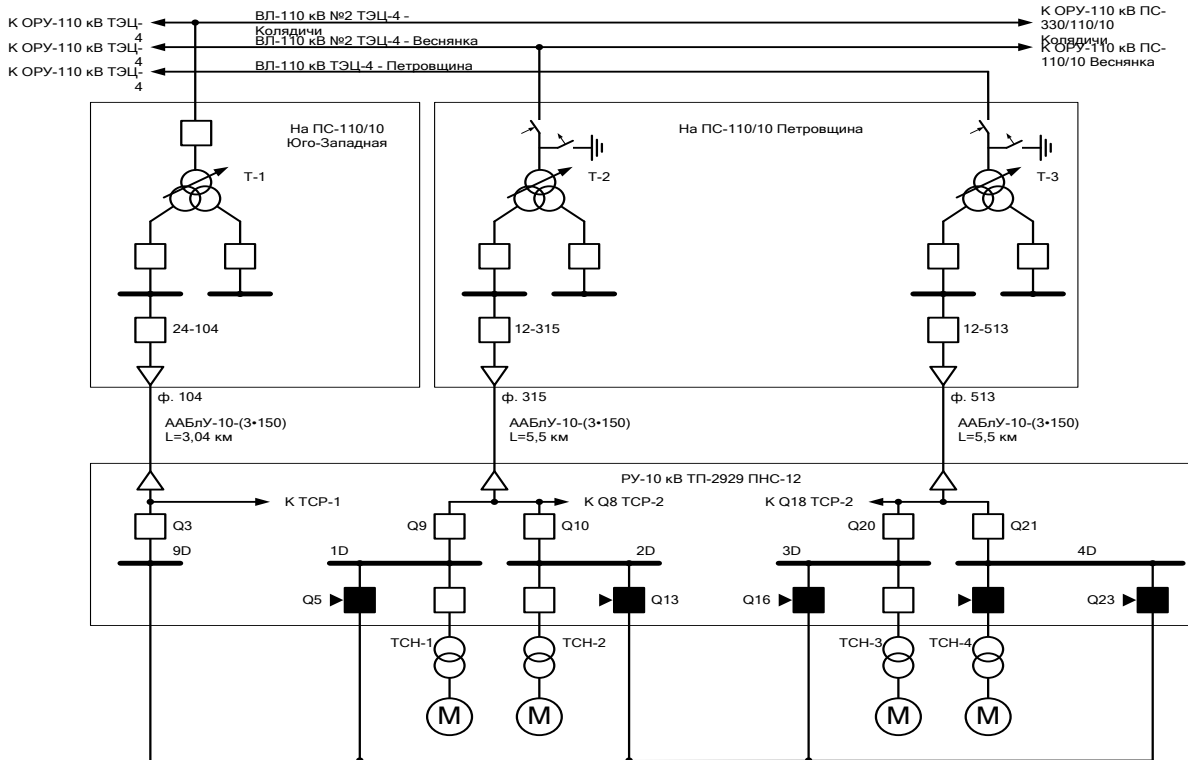 К ОРУ-110 кВ ТЭЦ-
4
ВЛ-110 кВ №2 ТЭЦ-4 -
Колядичи
К ОРУ-110 кВ ПС-
330/110/10
Колядичи
К ОРУ-110 кВ ТЭЦ-
4
ВЛ-110 кВ №2 ТЭЦ-4 - Веснянка
К ОРУ-110 кВ ПС-
110/10 Веснянка
К ОРУ-110 кВ ТЭЦ-
4
ВЛ-110 кВ ТЭЦ-4 - Петровщина
На ПС-110/10
Юго-Западная
На ПС-110/10 Петровщина
Т-1
Т-2
Т-3
24-104
12-315
12-513
ф. 104
ф. 315
ф. 513
ААБлУ-10-(3•150)
L=3,04 км
ААБлУ-10-(3•150)
L=5,5 км
ААБлУ-10-(3•150)
L=5,5 км
РУ-10 кВ ТП-2929 ПНС-12
К ТСР-1
К Q8 ТСР-2
К Q18 ТСР-2
Q3
Q9
Q10
Q20
Q21
9D
1D
2D
3D
4D
Q5
Q13
Q16
Q23
ТСН-1
ТСН-2
ТСН-3
ТСН-4
М
М
М
М